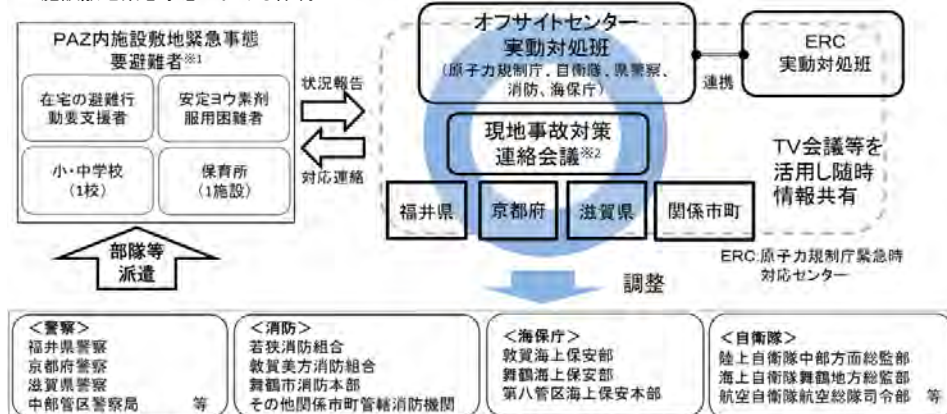 PAZ内施設敷地緊急事態
要避難者※1
在宅の避難行
動要支援者
安定ヨウ素剤
服用困難者
小・中学校
(1校)
保育所
(1施設)
状況報告
対応連絡
オフサイトセンター
実動対処班
(原子力規制庁、自衛隊、県警察、
消防、海保庁)
連携
ERC
実動対処班
現地事故対策
連絡会議※2
TV会議等を
活用し随時
情報共有
福井県
京都府
滋賀県
関係市町
ERC:原子力規制庁緊急時
対応センター
部隊等
派遣
調整
<警察>
福井県警察
京都府警察
滋賀県警察
中部管区警察局 等
<消防>
若狭消防組合
敦賀美方消防組合
舞鶴市消防本部
その他関係市町管轄消防機関
<海保庁>
敦賀海上保安部
舞鶴海上保安部
第八管区海上保安本部
<自衛隊>
陸上自衛隊中部方面総監部
海上自衛隊舞鶴地方総監部
航空自衛隊航空総隊司令部 等